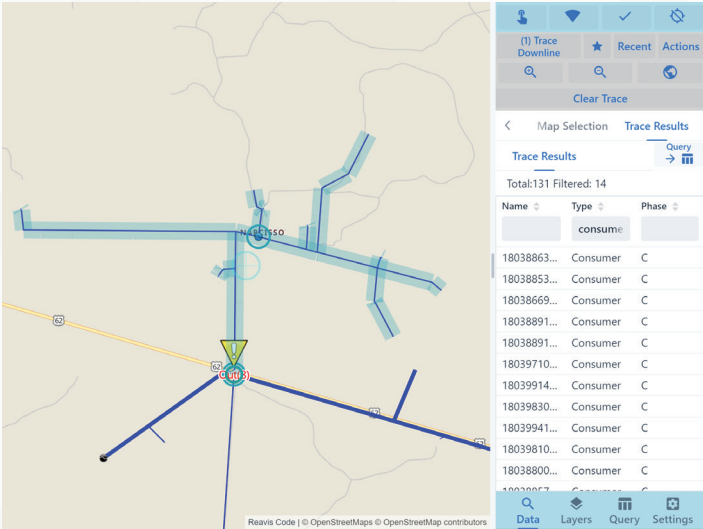 NARCISSO
62
62
62
62
Out(3)
Reavis Code | © OpenStreetMaps © OpenStreetMap contributors
(1) Trace
Downline
Recent
Actions
Clear Trace
Map Selection
Trace Results
Trace Results
Query
Total:131 Filtered: 14
Name
Type
Phase
consume
18038863... Consumer C
18038853... Consumer C
18038669... Consumer C
18038891... Consumer C
18038891... Consumer C
18039710... Consumer C
18039914... Consumer C
18039830... Consumer C
18039941... Consumer C
18039810... Consumer C
18038800... Consumer C
Data
Layers
Query
Settings